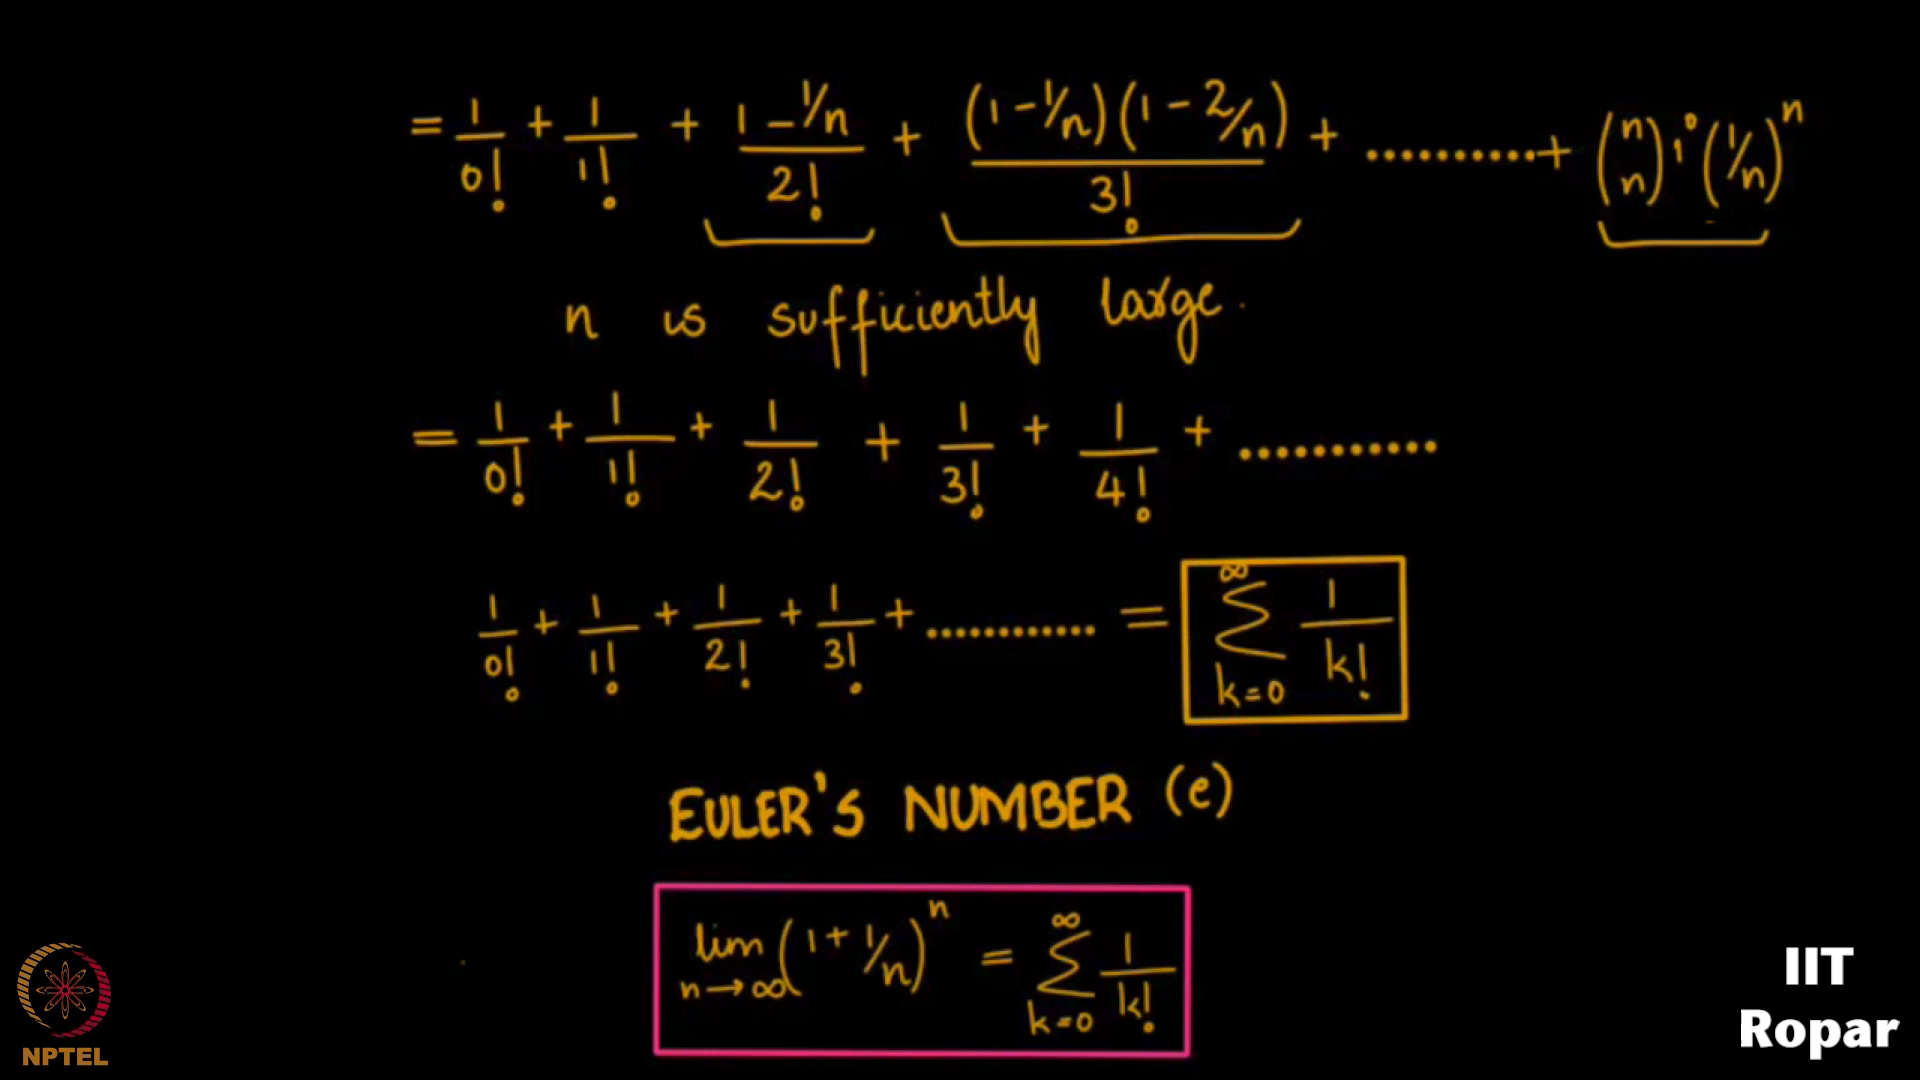 = 1/0! + 1/1! + (1 - 1/n)/2! + (1 - 1/n)(1 - 2/n)/3! + .......... + (n n) 1⁰ (1/n)ⁿ
n is sufficiently large.
= 1/0! + 1/1! + 1/2! + 1/3! + 1/4! + ...........
1/0! + 1/1! + 1/2! + 1/3! + ............ = ∞ Σ k=0 1/k!
EULER'S NUMBER (e)
lim n→∞ (1 + 1/n)ⁿ = ∞ Σ k=0 1/k!
NPTEL
IIT
Ropar